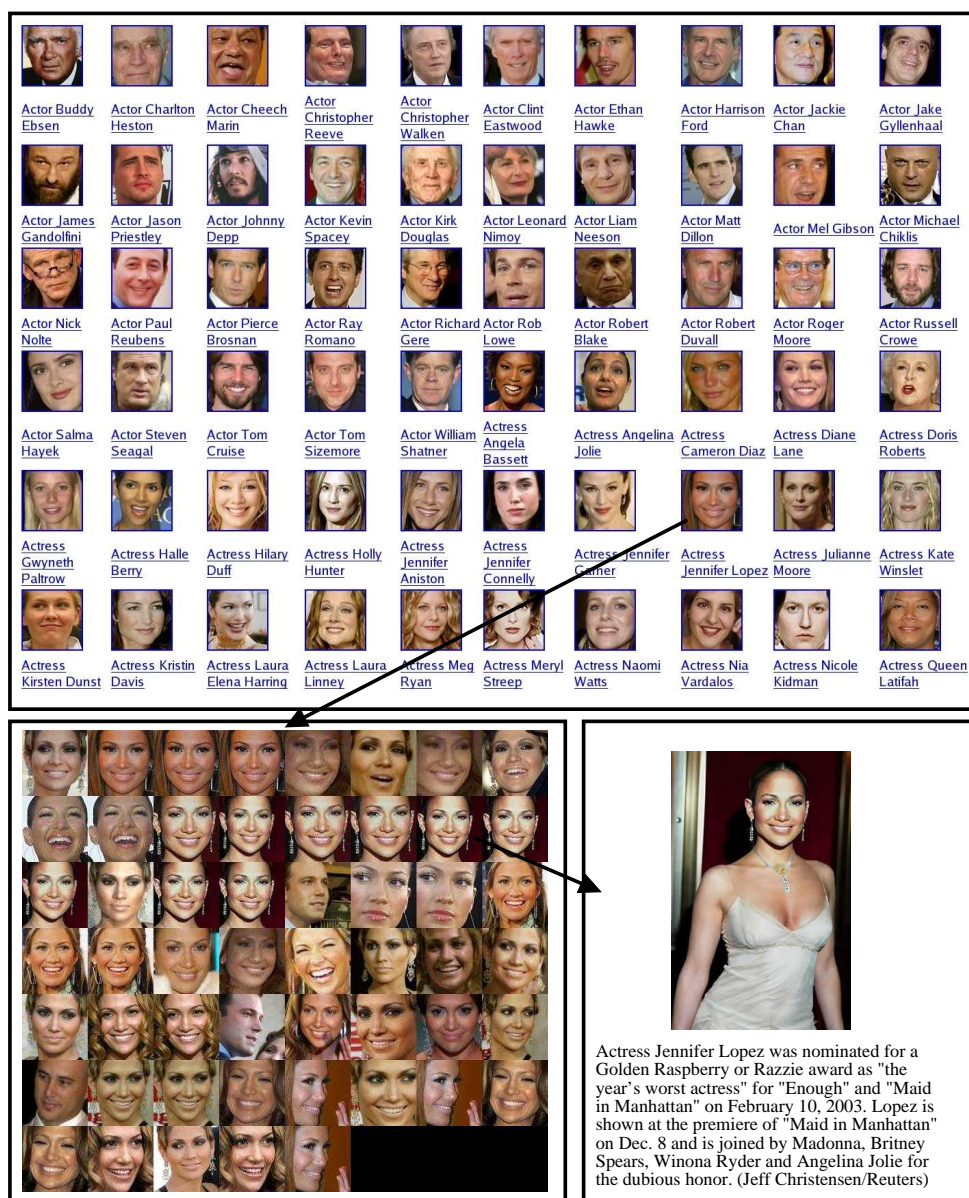 Actor Buddy Ebsen
Actor Charlton Heston
Actor Cheech Marin
Actor Christopher Reeve
Actor Christopher Walken
Actor Clint Eastwood
Actor Ethan Hawke
Actor Harrison Ford
Actor Jackie Chan
Actor Jake Gyllenhaal
Actor James Gandolfini
Actor Jason Priestley
Actor Johnny Depp
Actor Kevin Spacey
Actor Kirk Douglas
Actor Leonard Nimoy
Actor Liam Neeson
Actor Matt Dillon
Actor Mel Gibson
Actor Michael Chiklis
Actor Nick Nolte
Actor Paul Reubens
Actor Pierce Brosnan
Actor Ray Romano
Actor Richard Gere
Actor Rob Lowe
Actor Robert Blake
Actor Robert Duvall
Actor Roger Moore
Actor Russell Crowe
Actor Salma Hayek
Actor Steven Seagal
Actor Tom Cruise
Actor Tom Sizemore
Actor William Shatner
Actress Angela Bassett
Actress Angelina Jolie
Actress Cameron Diaz
Actress Diane Lane
Actress Doris Roberts
Actress Gwyneth Paltrow
Actress Halle Berry
Actress Hilary Duff
Actress Holly Hunter
Actress Jennifer Aniston
Actress Jennifer Connelly
Actress Jennifer Garner
Actress Jennifer Lopez
Actress Julianne Moore
Actress Kate Winslet
Actress Kirsten Dunst
Actress Kristin Davis
Actress Laura Elena Harring
Actress Laura Linney
Actress Meg Ryan
Actress Meryl Streep
Actress Naomi Watts
Actress Nia Vardalos
Actress Nicole Kidman
Actress Queen Latifah
Actress Jennifer Lopez was nominated for a
Golden Raspberry or Razzie award as "the
year's worst actress" for "Enough" and "Maid
in Manhattan" on February 10, 2003. Lopez is
shown at the premiere of "Maid in Manhattan"
on Dec. 8 and is joined by Madonna, Britney
Spears, Winona Ryder and Angelina Jolie for
the dubious honor. (Jeff Christensen/Reuters)